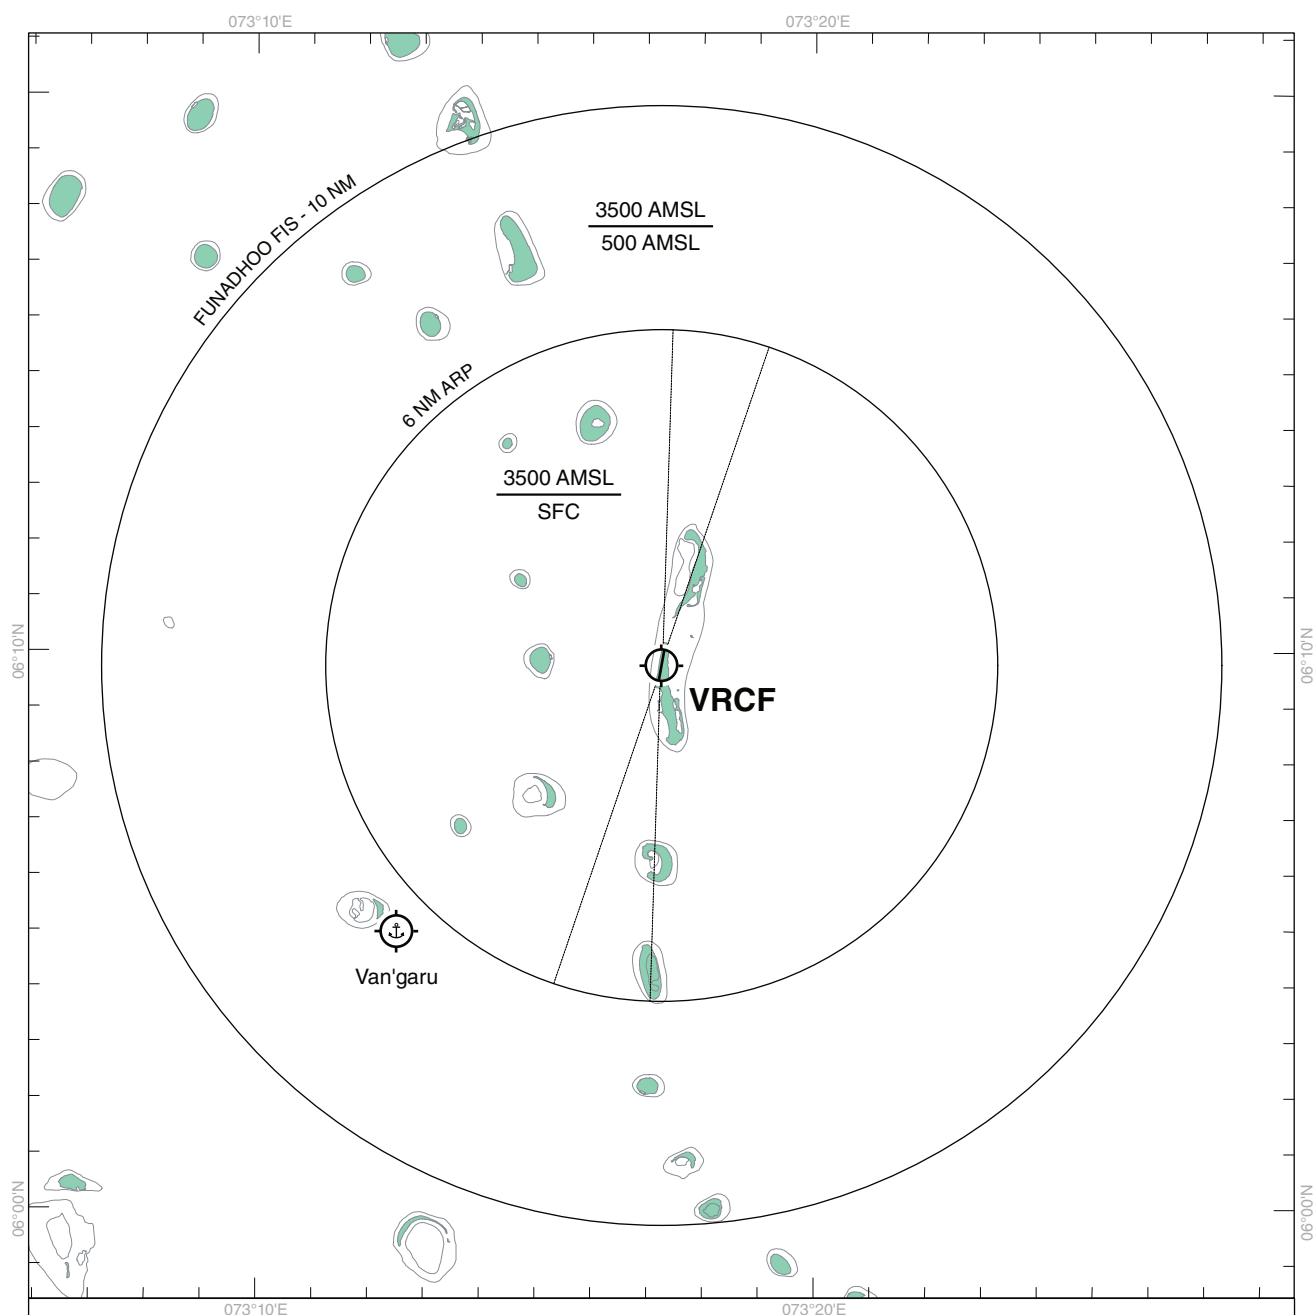 073°10'E
073°20'E
FUNADHOO FIS - 10 NM
3500 AMSL
500 AMSL
6 NM ARP
3500 AMSL
SFC
06°10'N
06°10'N
VRCF
Van'garu
06°00'N
06°00'N
073°10'E
073°20'E